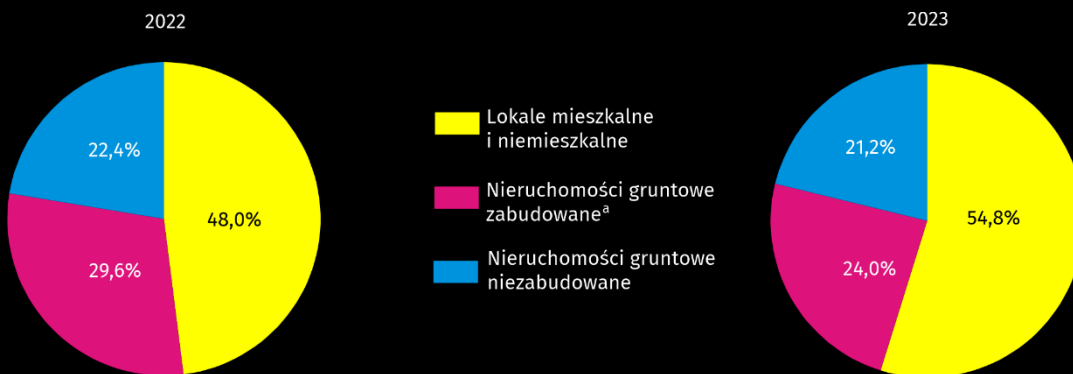 2022
22,4%
48,0%
29,6%
Lokale mieszkalne
i niemieszkalne
Nieruchomości gruntowe
zabudowaneᵃ
Nieruchomości gruntowe
niezabudowane
2023
21,2%
54,8%
24,0%